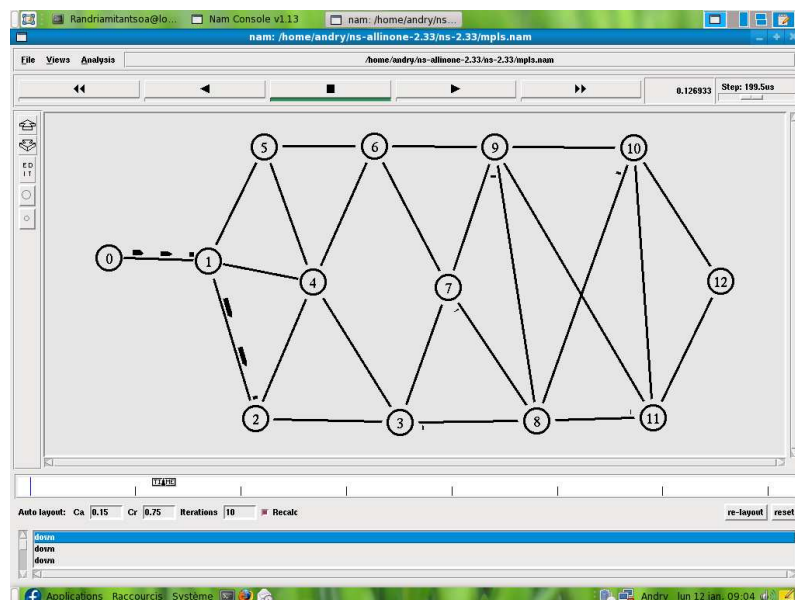 Randriamitantsoa@lo... Nam Console v1.13 nam: /home/andry/ns...
nam: /home/andry/ns-allinone-2.33/ns-2.33/mpls.nam
File Views Analysis /home/andry/ns-allinone-2.33/ns-2.33/mpls.nam
0.126933 Step: 199.5us
ED
IT
5 6 9 10
0 1 4 7 12
2 3 8 11
TIME
Auto layout: Ca 0.15 Cr 0.75 Iterations 10 Recalc re-layout reset
down
down
down
Applications Raccourcis Système Andry lun 12 jan, 09:04